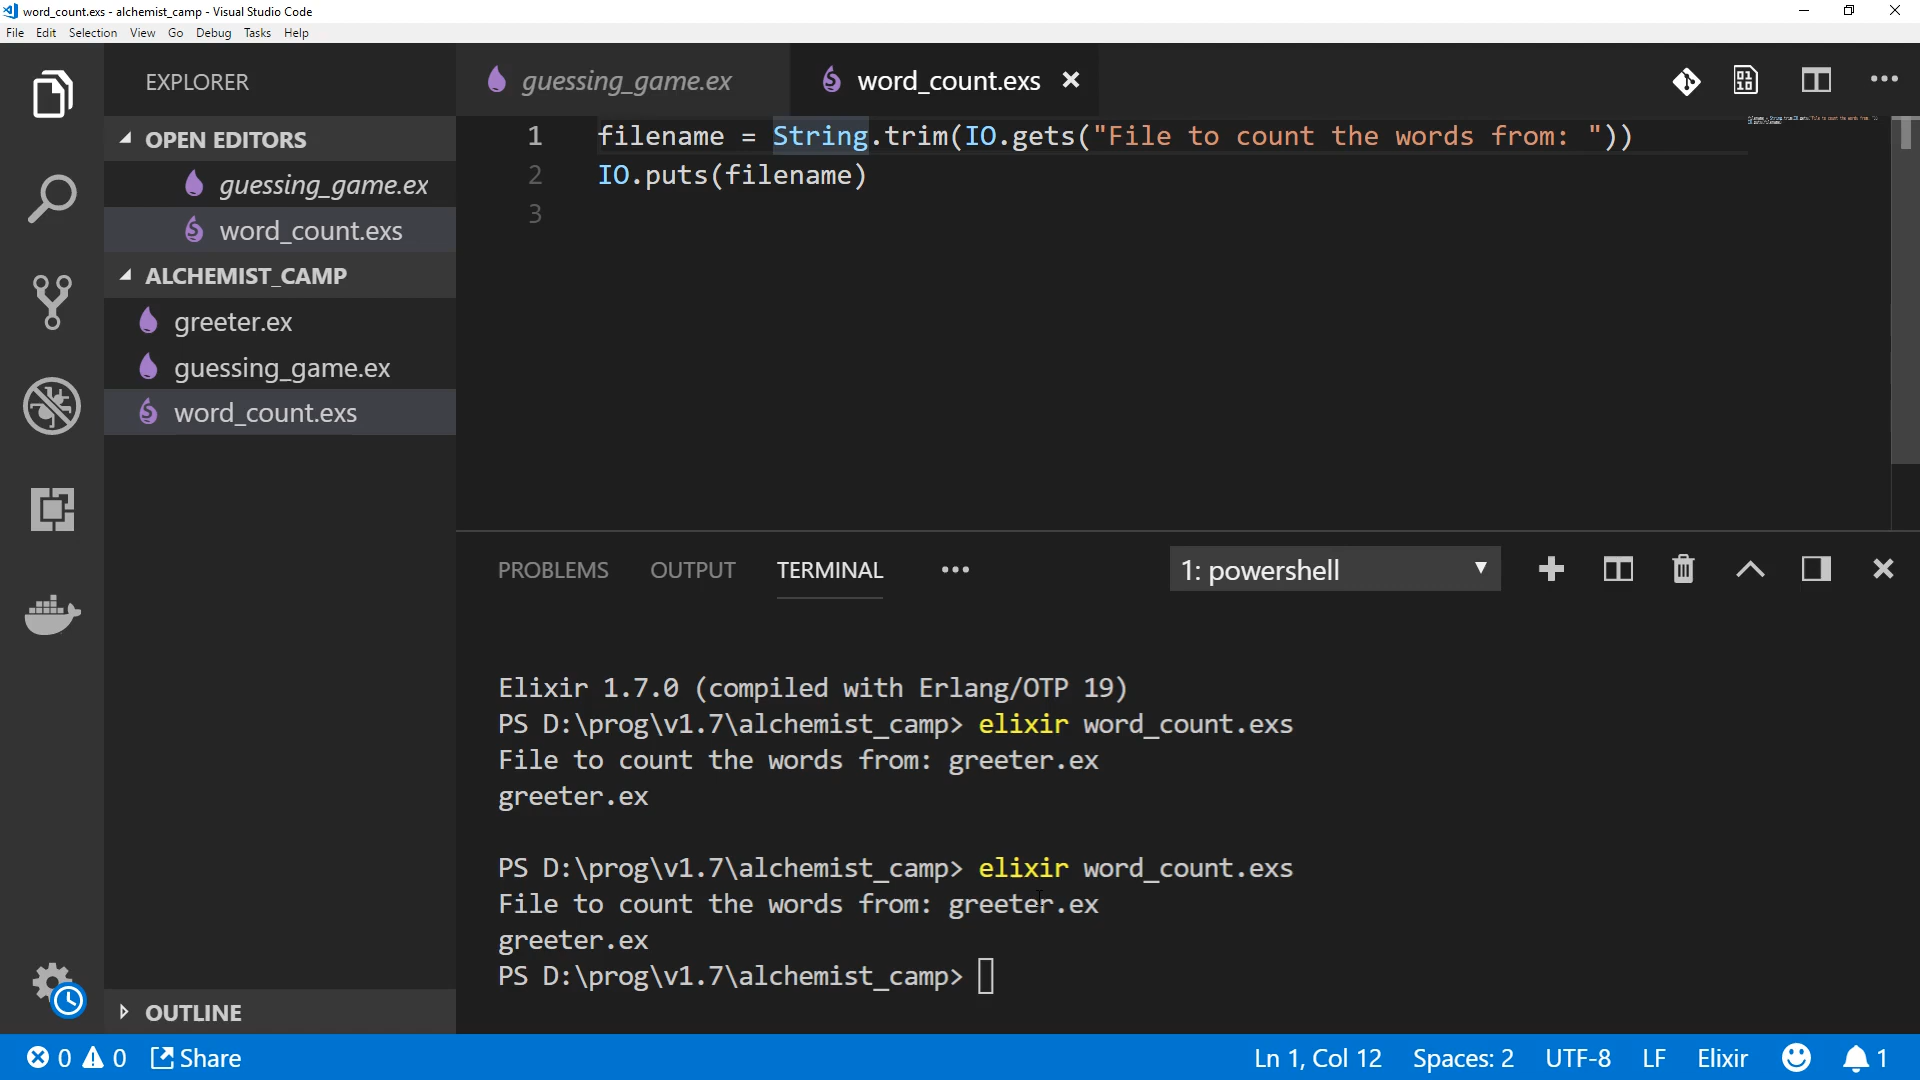 word_count.exs - alchemist_camp - Visual Studio Code
File Edit Selection View Go Debug Tasks Help
EXPLORER
OPEN EDITORS
guessing_game.ex
word_count.exs
ALCHEMIST_CAMP
greeter.ex
guessing_game.ex
word_count.exs
OUTLINE
guessing_game.ex word_count.exs
1 filename = String.trim(IO.gets("File to count the words from: "))
2 IO.puts(filename)
3
PROBLEMS OUTPUT TERMINAL ••• 1: powershell
Elixir 1.7.0 (compiled with Erlang/OTP 19)
PS D:\prog\v1.7\alchemist_camp> elixir word_count.exs
File to count the words from: greeter.ex
greeter.ex
PS D:\prog\v1.7\alchemist_camp> elixir word_count.exs
File to count the words from: greeter.ex
greeter.ex
PS D:\prog\v1.7\alchemist_camp>
0 0 Share Ln 1, Col 12 Spaces: 2 UTF-8 LF Elixir 1